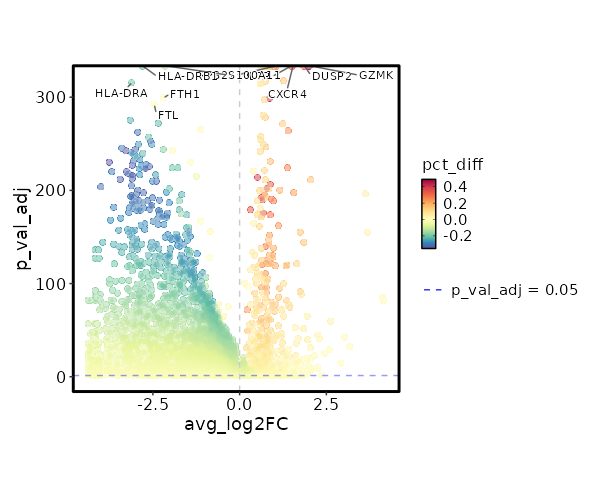 HLA-DRB1
DUSP2
GZMK
HLA-DRA
FTH1
CXCR4
FTL
300
200
100
0
-2.5
0.0
2.5
avg_log2FC
p_val_adj
pct_diff
0.4
0.2
0.0
-0.2
p_val_adj = 0.05